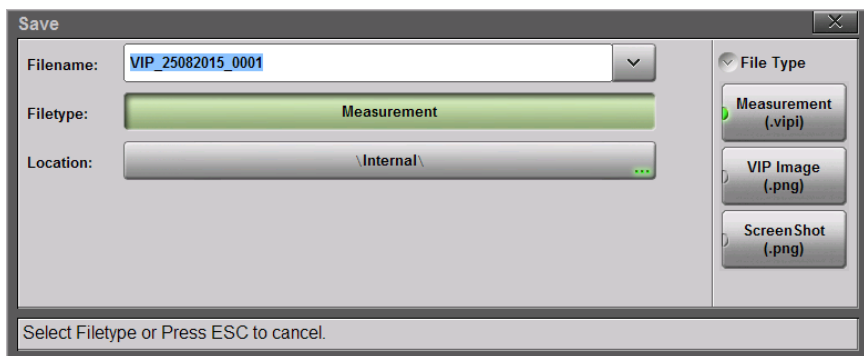 Save
Filename:
VIP_25082015_0001
Filetype:
Measurement
Location:
\Internal\
...
File Type
Measurement
(.vipi)
VIP Image
(.png)
ScreenShot
(.png)
Select Filetype or Press ESC to cancel.